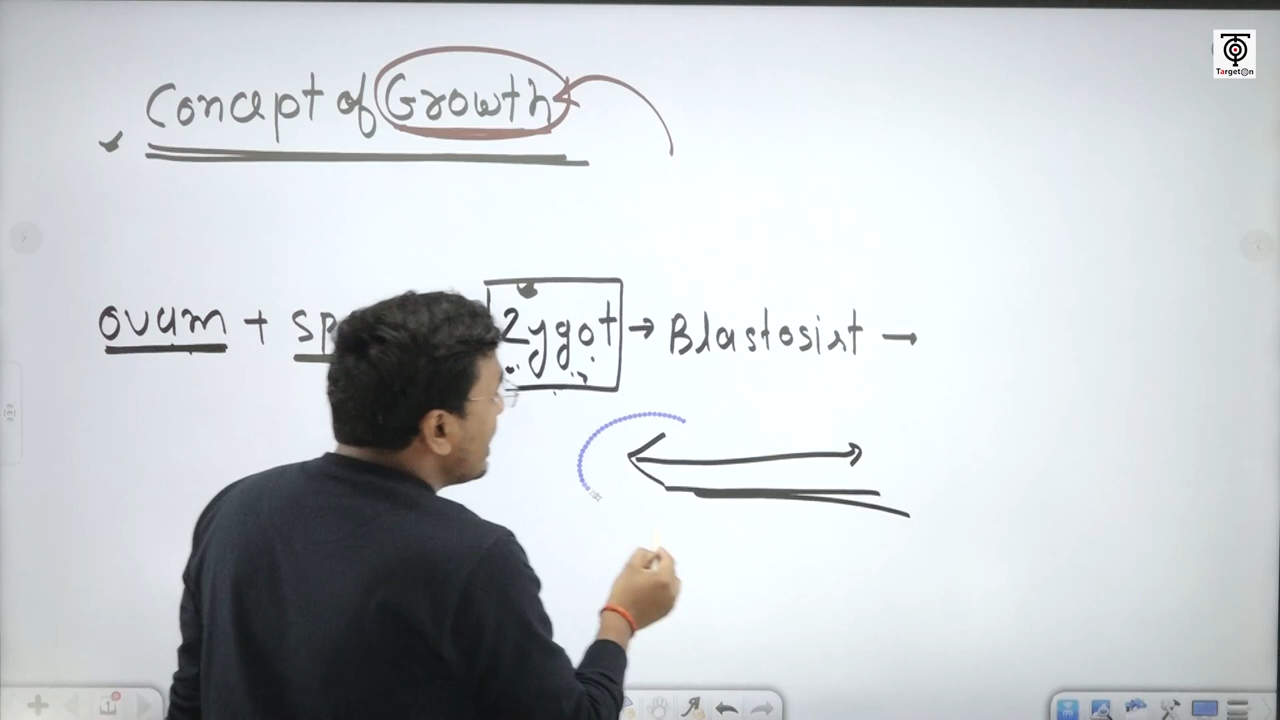 TargetOn
Concept of Growth
ovum + sp zygot → Blastosist →